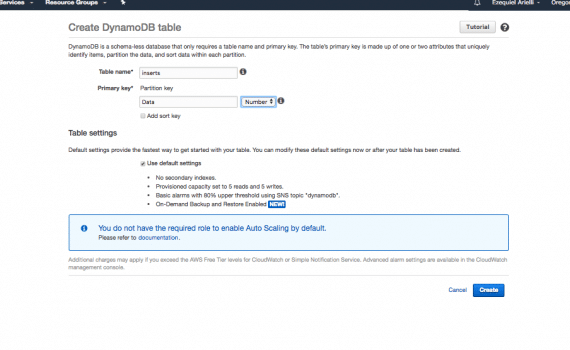 Services
Resource Groups
Ezequiel Arielli
Oregon
Create DynamoDB table
Tutorial
?
DynamoDB is a schema-less database that only requires a table name and primary key. The table's primary key is made up of one or two attributes that uniquely
identify items, partition the data, and sort data within each partition.
Table name*
inserts
i
Primary key*
Partition key
Data
Number
i
Add sort key
Table settings
Default settings provide the fastest way to get started with your table. You can modify these default settings now or after your table has been created.
Use default settings
• No secondary indexes.
• Provisioned capacity set to 5 reads and 5 writes.
• Basic alarms with 80% upper threshold using SNS topic "dynamodb".
• On-Demand Backup and Restore Enabled NEW!
i
You do not have the required role to enable Auto Scaling by default.
Please refer to documentation.
Additional charges may apply if you exceed the AWS Free Tier levels for CloudWatch or Simple Notification Service. Advanced alarm settings are available in the CloudWatch
management console.
Cancel
Create